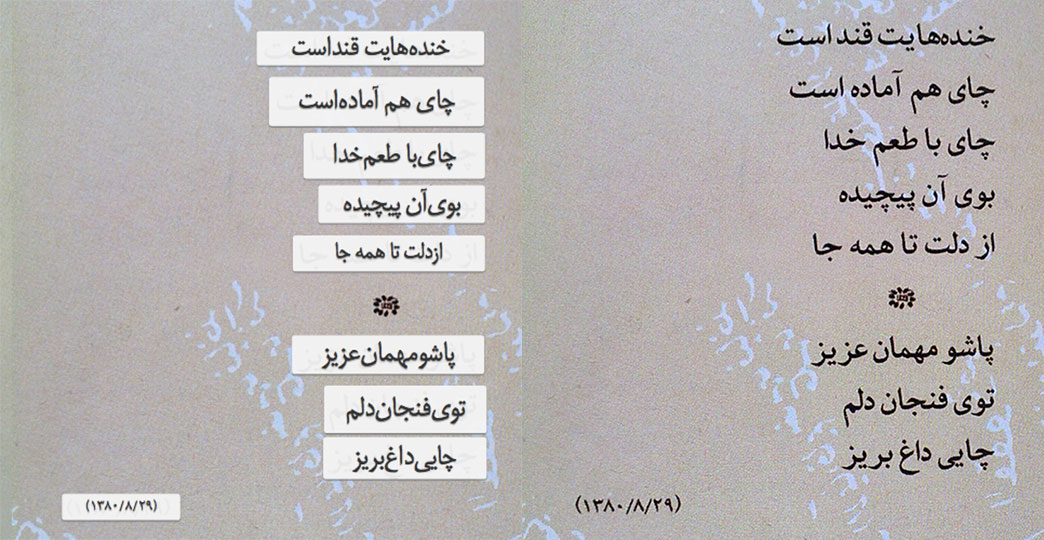 خنده‌هایت قنداست
چای هم آماده‌است
چای‌با طعم‌خدا
بوی‌آن پیچیده
ازدلت تا همه جا
پاشومهمان‌عزیز
توی‌فنجان‌دلم
چایی‌داغ‌بریز
(۱۳۸۰/۸/۲۹)
خنده‌هایت قند است
چای هم آماده است
چای با طعم خدا
بوی آن پیچیده
از دلت تا همه جا
پاشو مهمان عزیز
توی فنجان دلم
چایی داغ بریز
(۱۳۸۰/۸/۲۹)